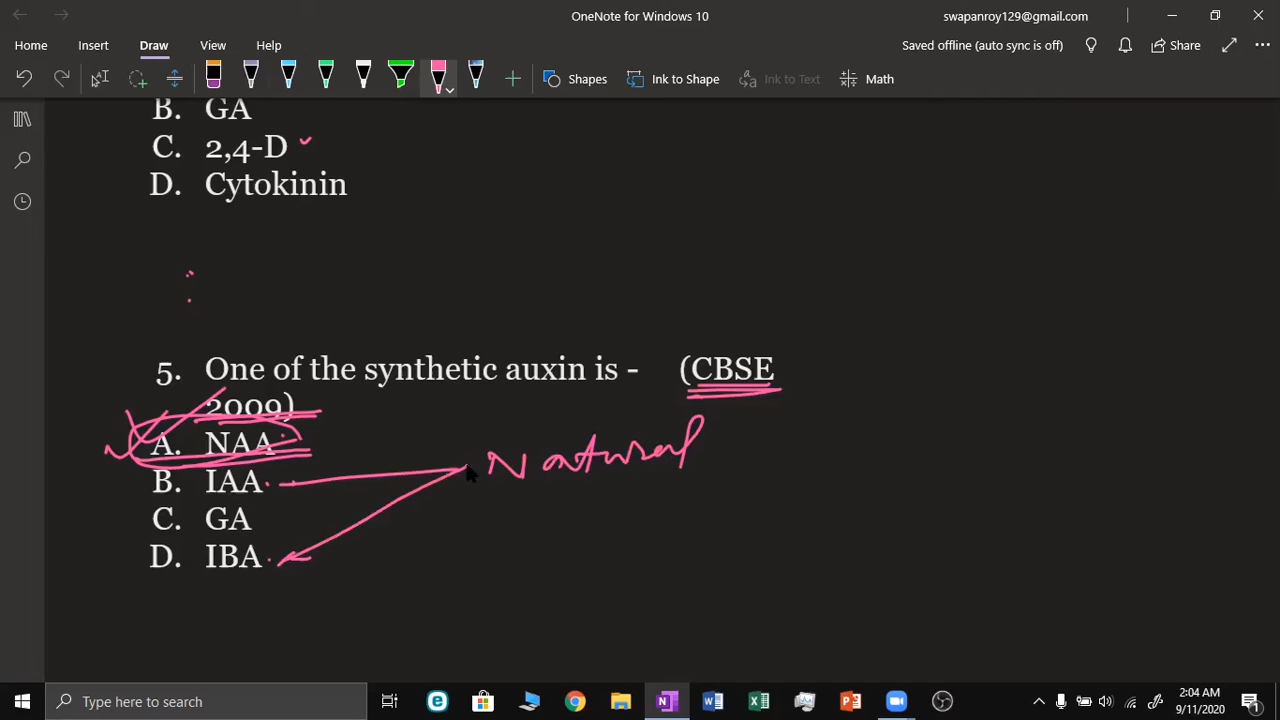 OneNote for Windows 10
swapanroy129@gmail.com
Home Insert Draw View Help
Saved offline (auto sync is off)
Share
Shapes
Ink to Shape
Ink to Text
Math
B. GA
C. 2,4-D
D. Cytokinin
5. One of the synthetic auxin is - (CBSE
2009)
A. NAA
B. IAA
Natural
C. GA
D. IBA
Type here to search
2:04 AM
9/11/2020
1